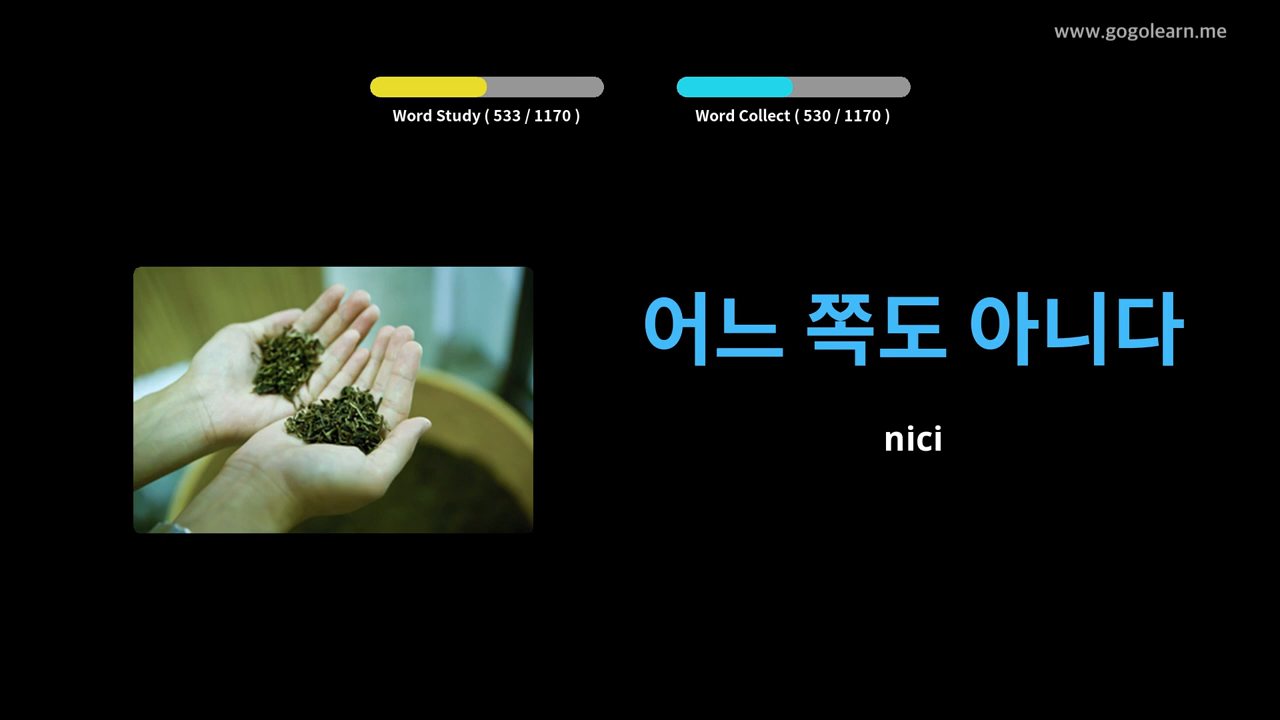 www.gogolearn.me
Word Study ( 533 / 1170 )
Word Collect ( 530 / 1170 )
어느 쪽도 아니다
nici